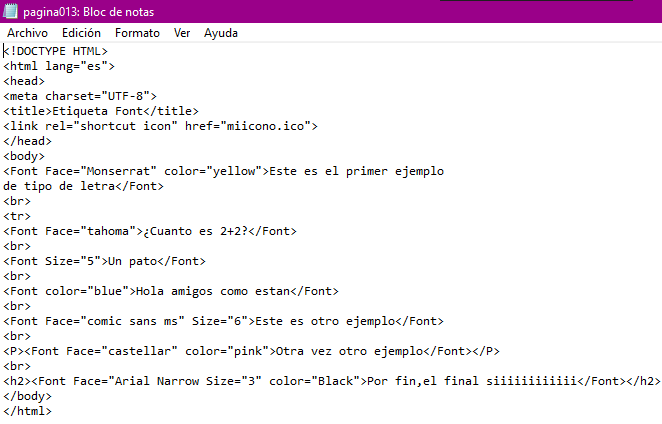 pagina013: Bloc de notas
Archivo Edición Formato Ver Ayuda
<!DOCTYPE HTML>
<html lang="es">
<head>
<meta charset="UTF-8">
<title>Etiqueta Font</title>
<link rel="shortcut icon" href="miicono.ico">
</head>
<body>
<Font Face="Monserrat" color="yellow">Este es el primer ejemplo
de tipo de letra</Font>
<br>
<tr>
<Font Face="tahoma">¿Cuanto es 2+2?</Font>
<br>
<Font Size="5">Un pato</Font>
<br>
<Font color="blue">Hola amigos como estan</Font>
<br>
<Font Face="comic sans ms" Size="6">Este es otro ejemplo</Font>
<br>
<P><Font Face="castellar" color="pink">Otra vez otro ejemplo</Font></P>
<br>
<h2><Font Face="Arial Narrow Size="3" color="Black">Por fin,el final siiiiiiiiiiii</Font></h2>
</body>
</html>